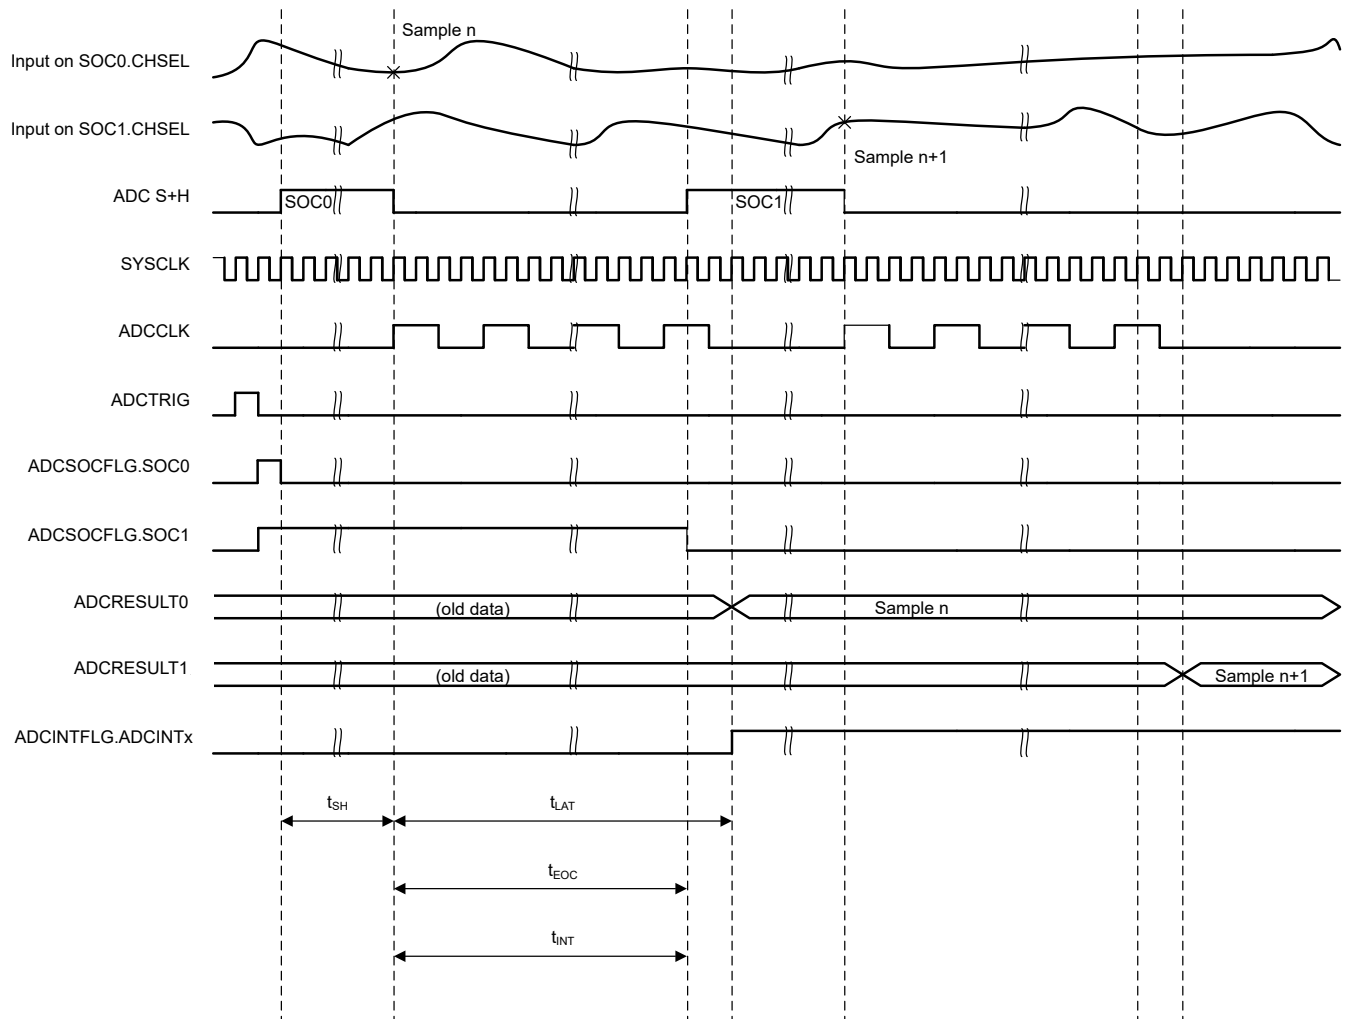 Sample n
Input on SOC0.CHSEL
Input on SOC1.CHSEL
Sample n+1
ADC S+H
SOC0
SOC1
SYSCLK
ADCCLK
ADCTRIG
ADCSOCFLG.SOC0
ADCSOCFLG.SOC1
ADCRESULT0
(old data)
Sample n
ADCRESULT1
(old data)
Sample n+1
ADCINTFLG.ADCINTx
tSH
tLAT
tEOC
tINT